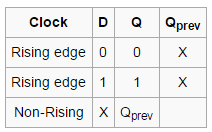 Clock D Q Qprev
Rising edge 0 0 X
Rising edge 1 1 X
Non-Rising X Qprev